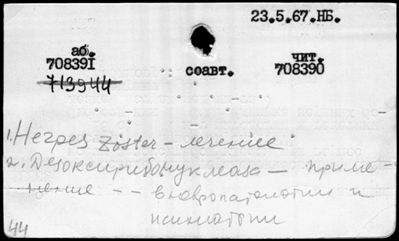 23.5.67.НБ.
аб. чит.
708391 соавт. 708390
713944
1. Herpes Zoster – лечение
2. Дезоксирибонуклеаза – приме-
нение – – в невропатологии и
психиатрии
44